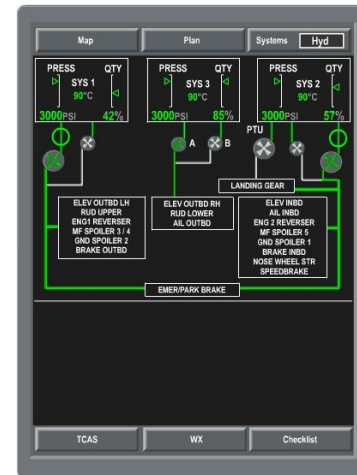 Map Plan Systems Hyd
PRESS QTY PRESS QTY PRESS QTY
SYS 1 SYS 3 SYS 2
90°C 90°C 90°C
3000PSI 42% 3000PSI 85% 3000PSI 57%
A B PTU
LANDING GEAR
ELEV OUTBD LH
RUD UPPER
ENG1 REVERSER
MF SPOILER 3 / 4
GND SPOILER 2
BRAKE OUTBD
ELEV OUTBD RH
RUD LOWER
AIL OUTBD
ELEV INBD
AIL INBD
ENG 2 REVERSER
MF SPOILER 5
GND SPOILER 1
BRAKE INBD
NOSE WHEEL STR
SPEEDBRAKE
EMER/PARK BRAKE
TCAS WX Checklist